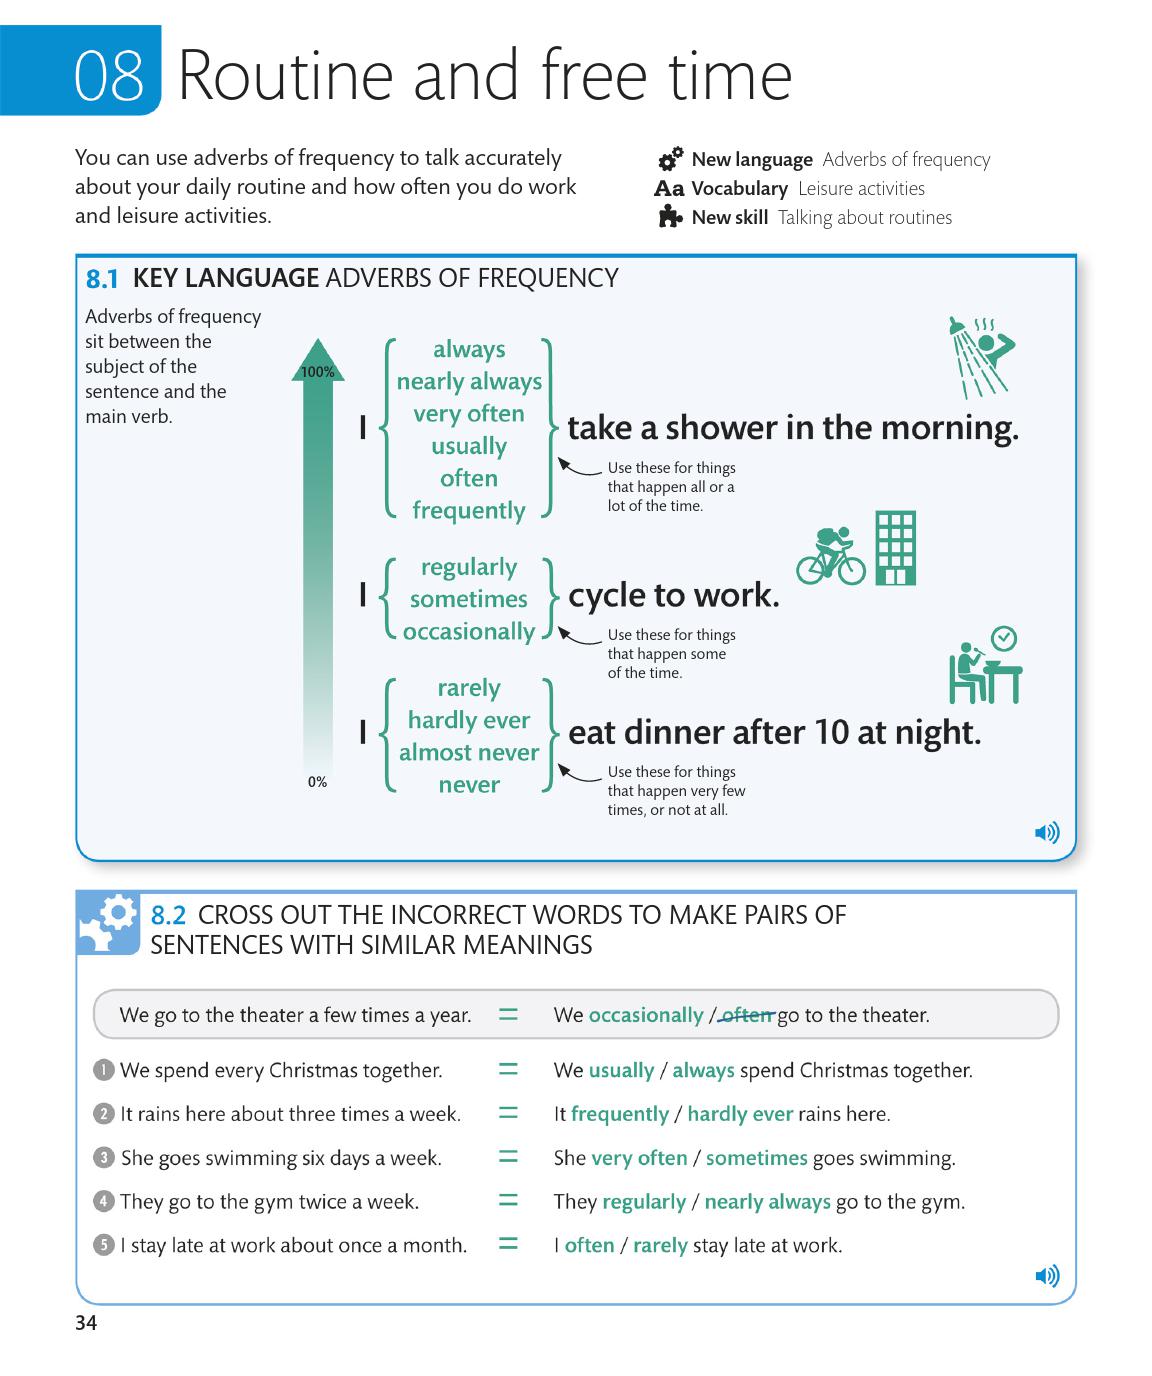 08 Routine and free time
You can use adverbs of frequency to talk accurately
about your daily routine and how often you do work
and leisure activities.
New language Adverbs of frequency
Aa Vocabulary Leisure activities
New skill Talking about routines
8.1 KEY LANGUAGE ADVERBS OF FREQUENCY
Adverbs of frequency
sit between the
subject of the
sentence and the
main verb.
100%
I
always
nearly always
very often
usually
often
frequently
take a shower in the morning.
Use these for things
that happen all or a
lot of the time.
I
regularly
sometimes
occasionally
cycle to work.
Use these for things
that happen some
of the time.
I
rarely
hardly ever
almost never
never
eat dinner after 10 at night.
Use these for things
that happen very few
times, or not at all.
0%
8.2 CROSS OUT THE INCORRECT WORDS TO MAKE PAIRS OF
SENTENCES WITH SIMILAR MEANINGS
We go to the theater a few times a year. = We occasionally / often go to the theater.
1 We spend every Christmas together. = We usually / always spend Christmas together.
2 It rains here about three times a week. = It frequently / hardly ever rains here.
3 She goes swimming six days a week. = She very often / sometimes goes swimming.
4 They go to the gym twice a week. = They regularly / nearly always go to the gym.
5 I stay late at work about once a month. = I often / rarely stay late at work.
34